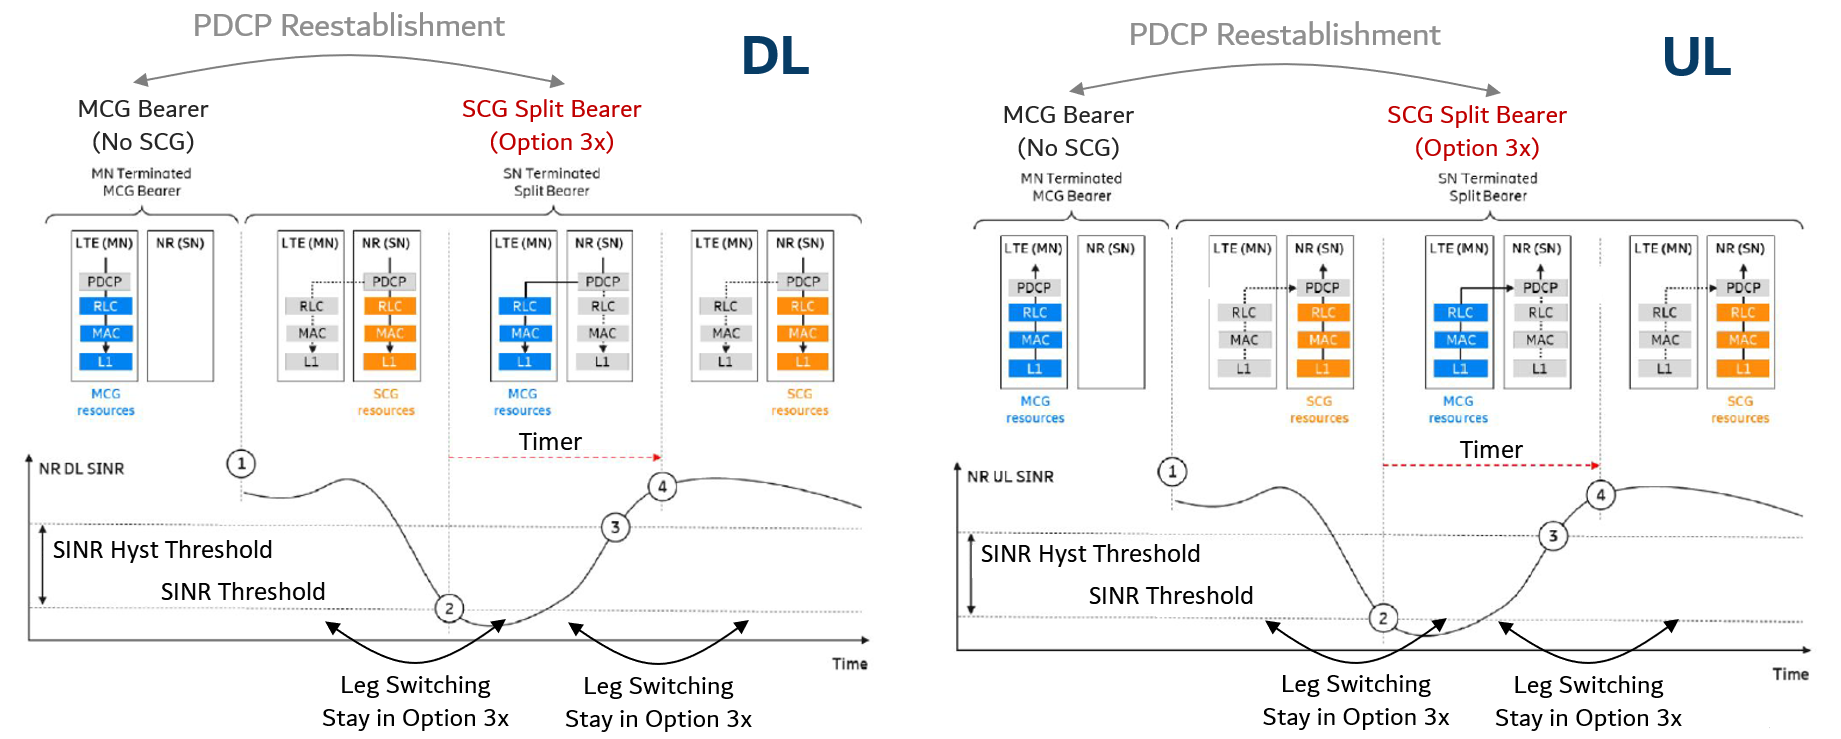 PDCP Reestablishment
DL
MCG Bearer
(No SCG)
SCG Split Bearer
(Option 3x)
MN Terminated
MCG Bearer
SN Terminated
Split Bearer
LTE (MN)
NR (SN)
LTE (MN)
NR (SN)
LTE (MN)
NR (SN)
LTE (MN)
NR (SN)
PDCP
PDCP
PDCP
PDCP
RLC
RLC
RLC
RLC
RLC
RLC
RLC
MAC
MAC
MAC
MAC
MAC
MAC
MAC
L1
L1
L1
L1
L1
L1
L1
MCG
resources
SCG
resources
MCG
resources
SCG
resources
Timer
1
NR DL SINR
4
3
SINR Hyst Threshold
SINR Threshold
2
Time
Leg Switching
Stay in Option 3x
Leg Switching
Stay in Option 3x
PDCP Reestablishment
UL
MCG Bearer
(No SCG)
SCG Split Bearer
(Option 3x)
MN Terminated
MCG Bearer
SN Terminated
Split Bearer
LTE (MN)
NR (SN)
LTE (MN)
NR (SN)
LTE (MN)
NR (SN)
LTE (MN)
NR (SN)
PDCP
PDCP
PDCP
PDCP
RLC
RLC
RLC
RLC
RLC
RLC
RLC
MAC
MAC
MAC
MAC
MAC
MAC
MAC
L1
L1
L1
L1
L1
L1
L1
MCG
resources
SCG
resources
MCG
resources
SCG
resources
Timer
1
NR UL SINR
4
3
SINR Hyst Threshold
SINR Threshold
2
Time
Leg Switching
Stay in Option 3x
Leg Switching
Stay in Option 3x